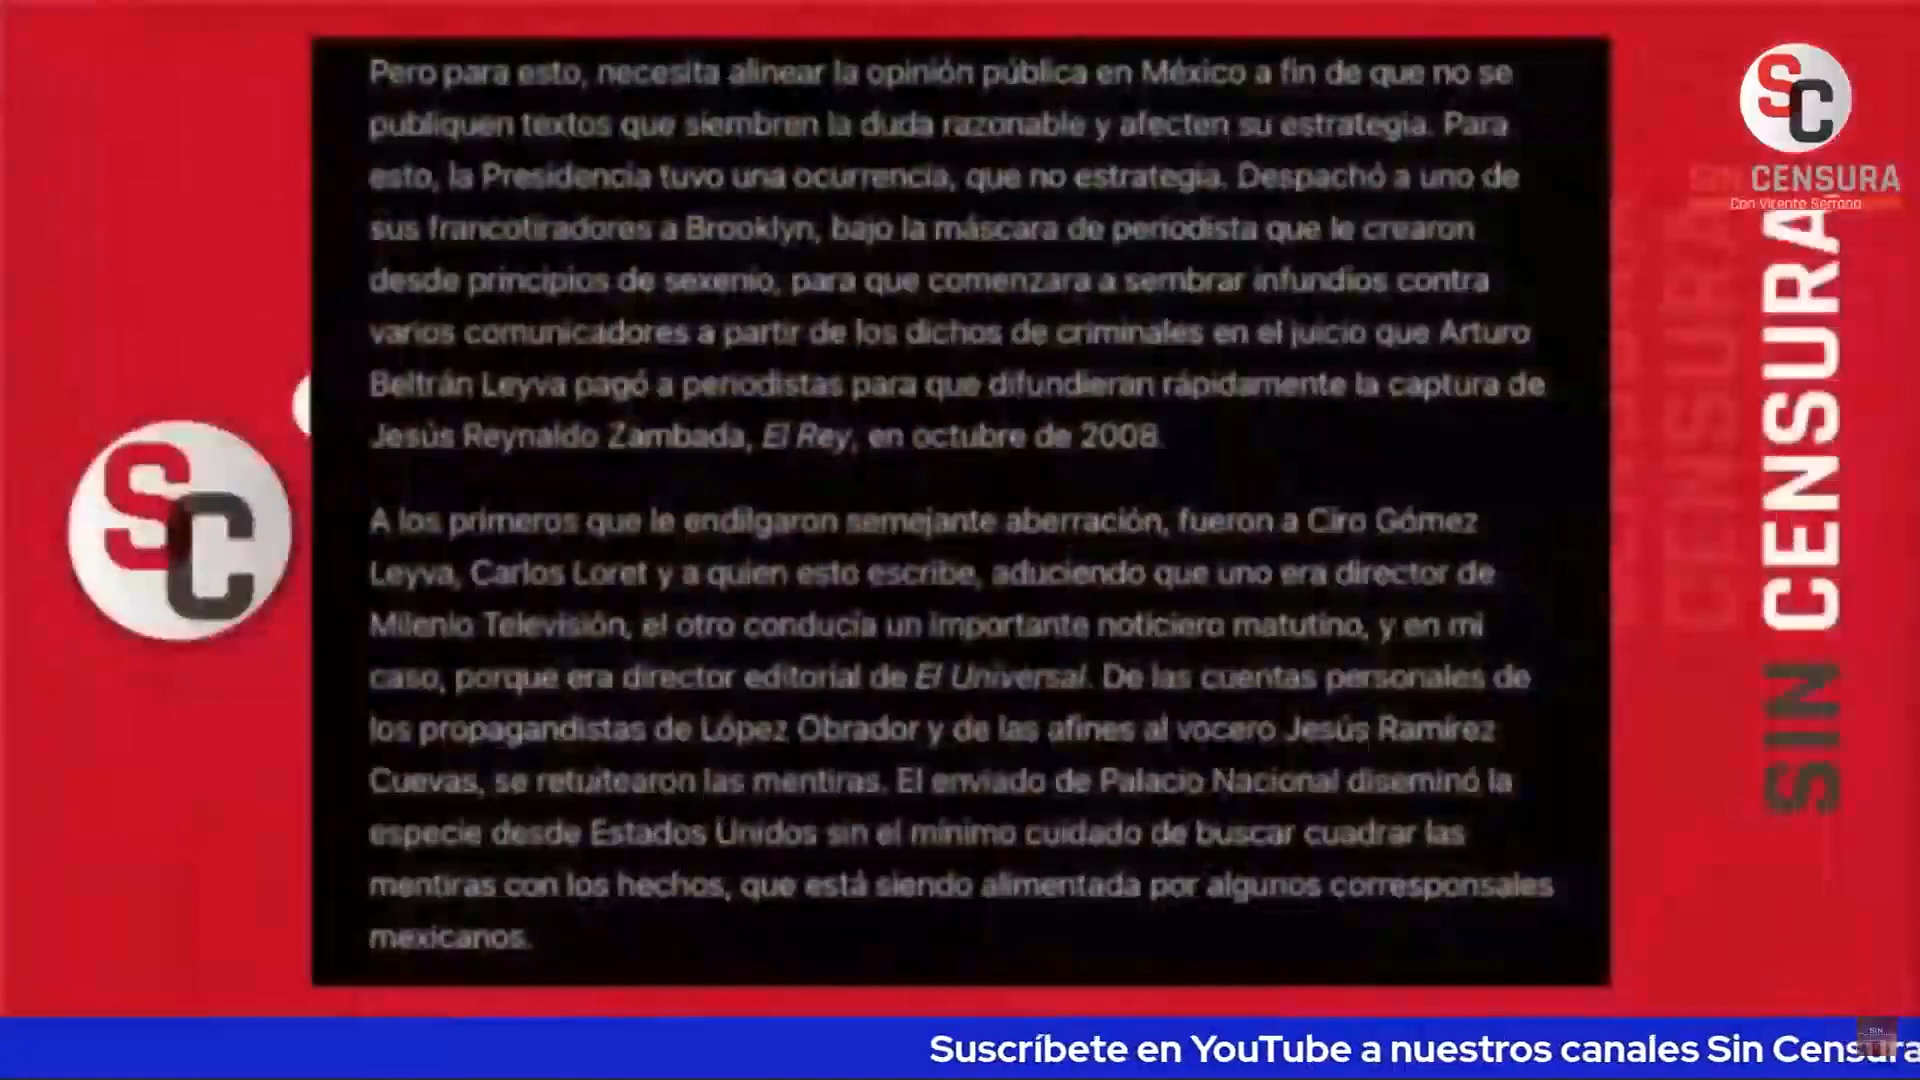 Pero para esto, necesita alinear la opinión pública en México a fin de que no se
publiquen textos que siembren la duda razonable y afecten su estrategia. Para
esto, la Presidencia tuvo una ocurrencia, que no estrategia. Despachó a uno de
sus francotiradores a Brooklyn, bajo la máscara de periodista que le crearon
desde principios de sexenio, para que comenzara a sembrar infundios contra
varios comunicadores a partir de los dichos de criminales en el juicio que Arturo
Beltrán Leyva pagó a periodistas para que difundieran rápidamente la captura de
Jesús Reynaldo Zambada, El Rey, en octubre de 2008.
A los primeros que le endilgaron semejante aberración, fueron a Ciro Gómez
Leyva, Carlos Loret y a quien esto escribe, aduciendo que uno era director de
Milenio Televisión, el otro conducía un importante noticiero matutino, y en mi
caso, porque era director editorial de El Universal. De las cuentas personales de
los propagandistas de López Obrador y de las afines al vocero Jesús Ramírez
Cuevas, se retuitearon las mentiras. El enviado de Palacio Nacional diseminó la
especie desde Estados Unidos sin el mínimo cuidado de buscar cuadrar las
mentiras con los hechos, que está siendo alimentada por algunos corresponsales
mexicanos.
SC
SC
SIN CENSURA
Con Vicente Serrano
SIN CENSURA
CENSURA
Suscríbete en YouTube a nuestros canales Sin Censura
SIN